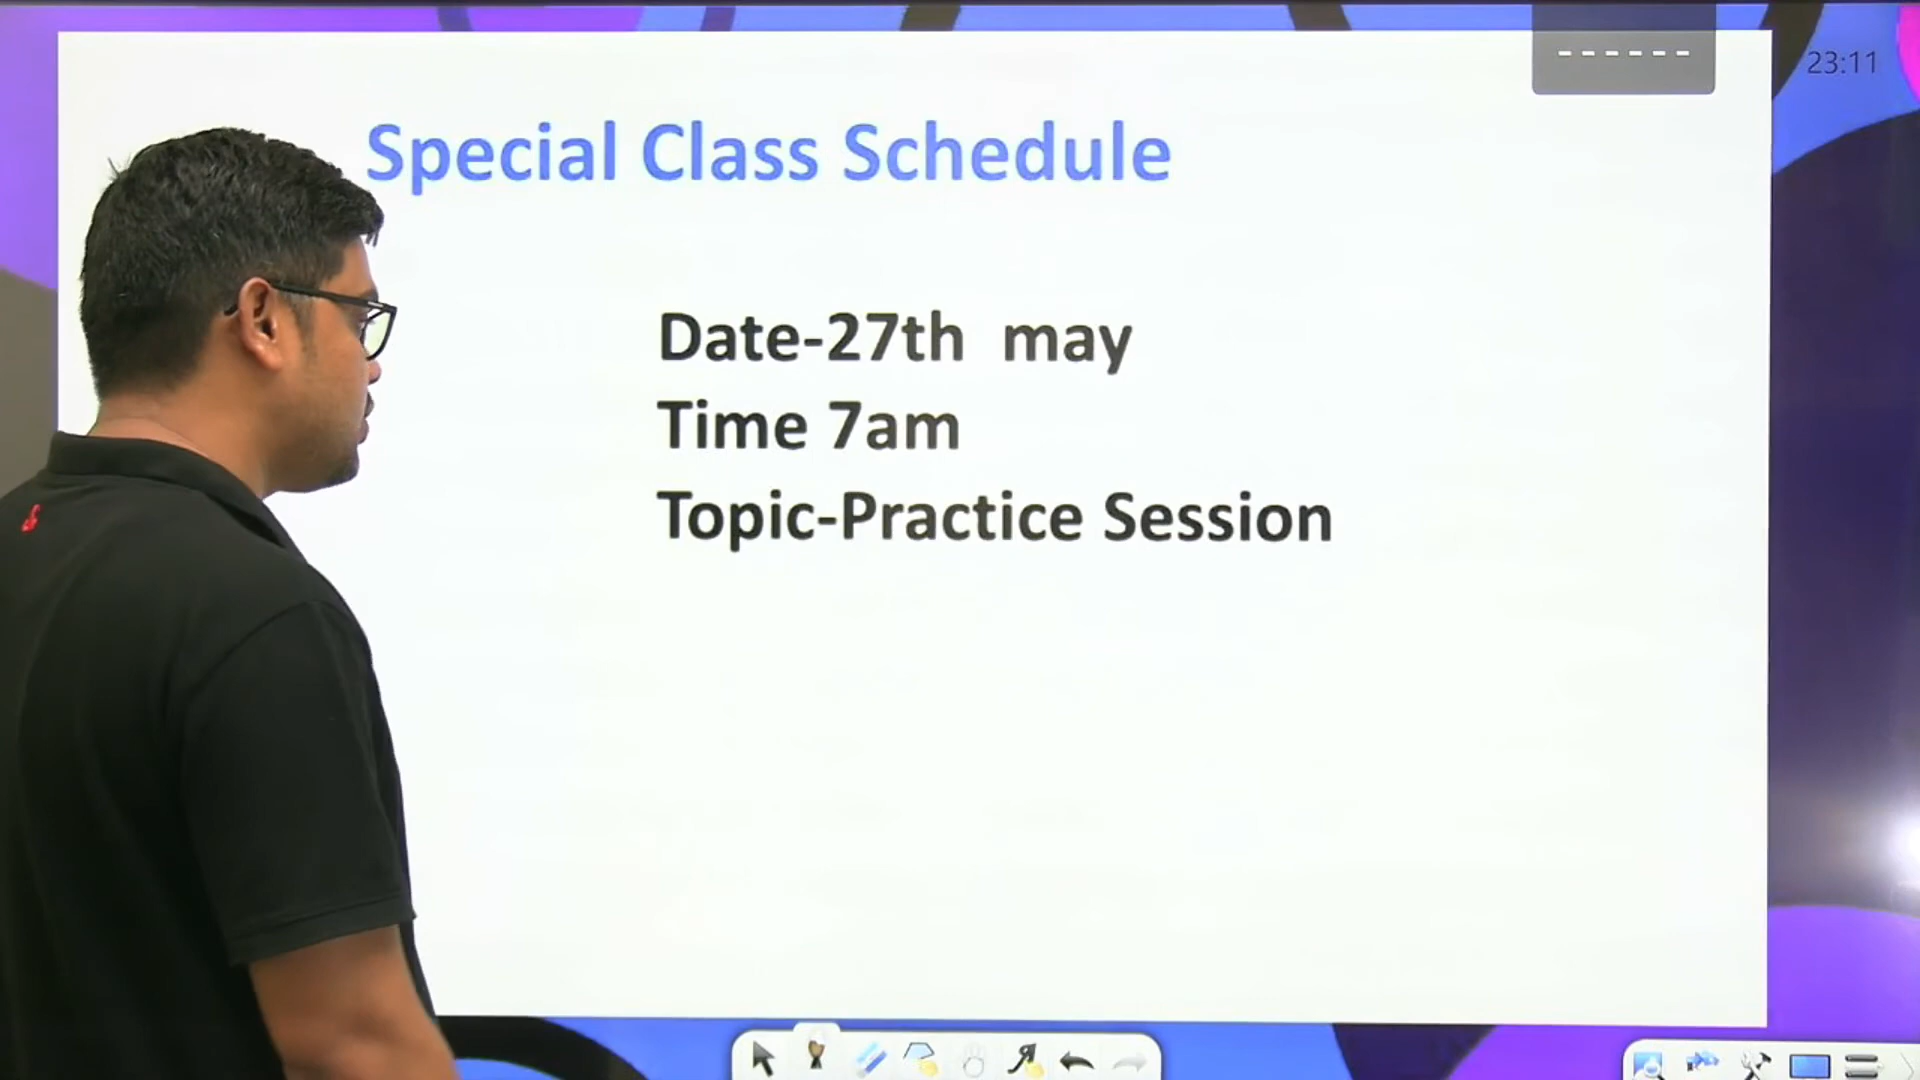 23:11
Special Class Schedule
Date-27th may
Time 7am
Topic-Practice Session